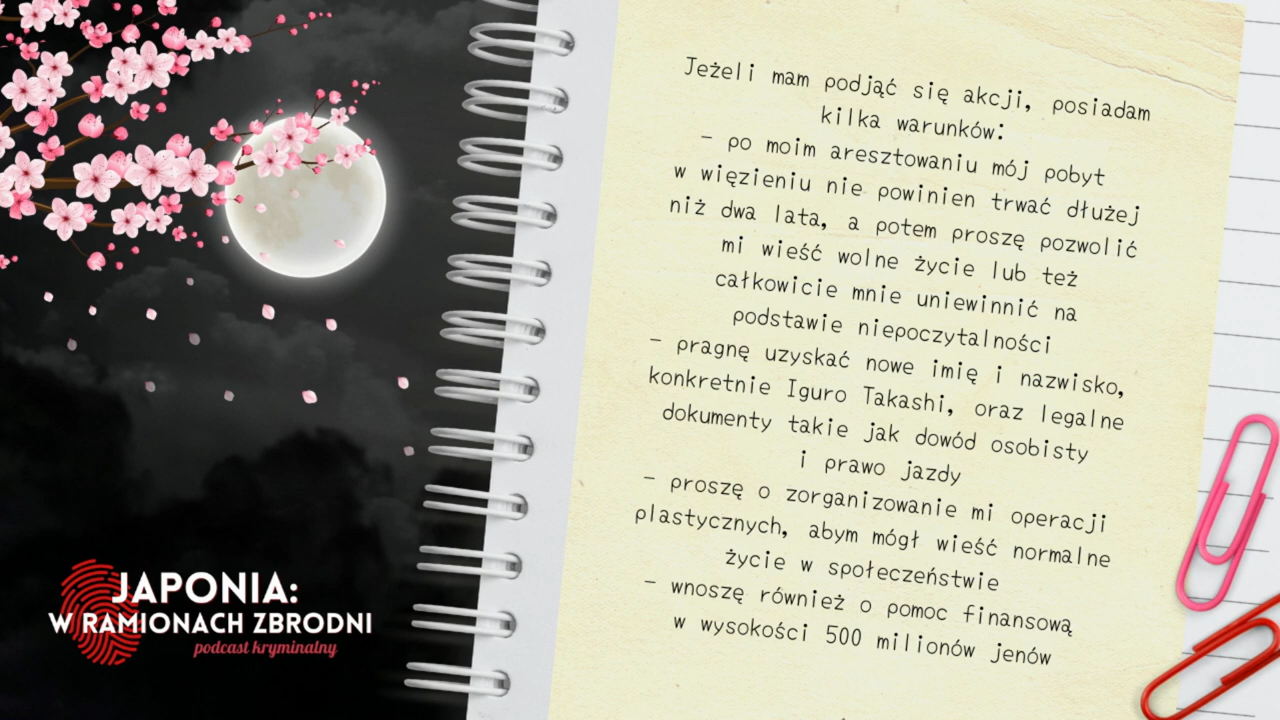 Jeżeli mam podjąć się akcji, posiadam
kilka warunków:
- po moim aresztowaniu mój pobyt
w więzieniu nie powinien trwać dłużej
niż dwa lata, a potem proszę pozwolić
mi wieść wolne życie lub też
całkowicie mnie uniewinnić na
podstawie niepoczytalności
- pragnę uzyskać nowe imię i nazwisko,
konkretnie Iguro Takashi, oraz legalne
dokumenty takie jak dowód osobisty
i prawo jazdy
- proszę o zorganizowanie mi operacji
plastycznych, abym mógł wieść normalne
życie w społeczeństwie
- wnoszę również o pomoc finansową
w wysokości 500 milionów jenów
JAPONIA:
W RAMIONACH ZBRODNI
podcast kryminalny